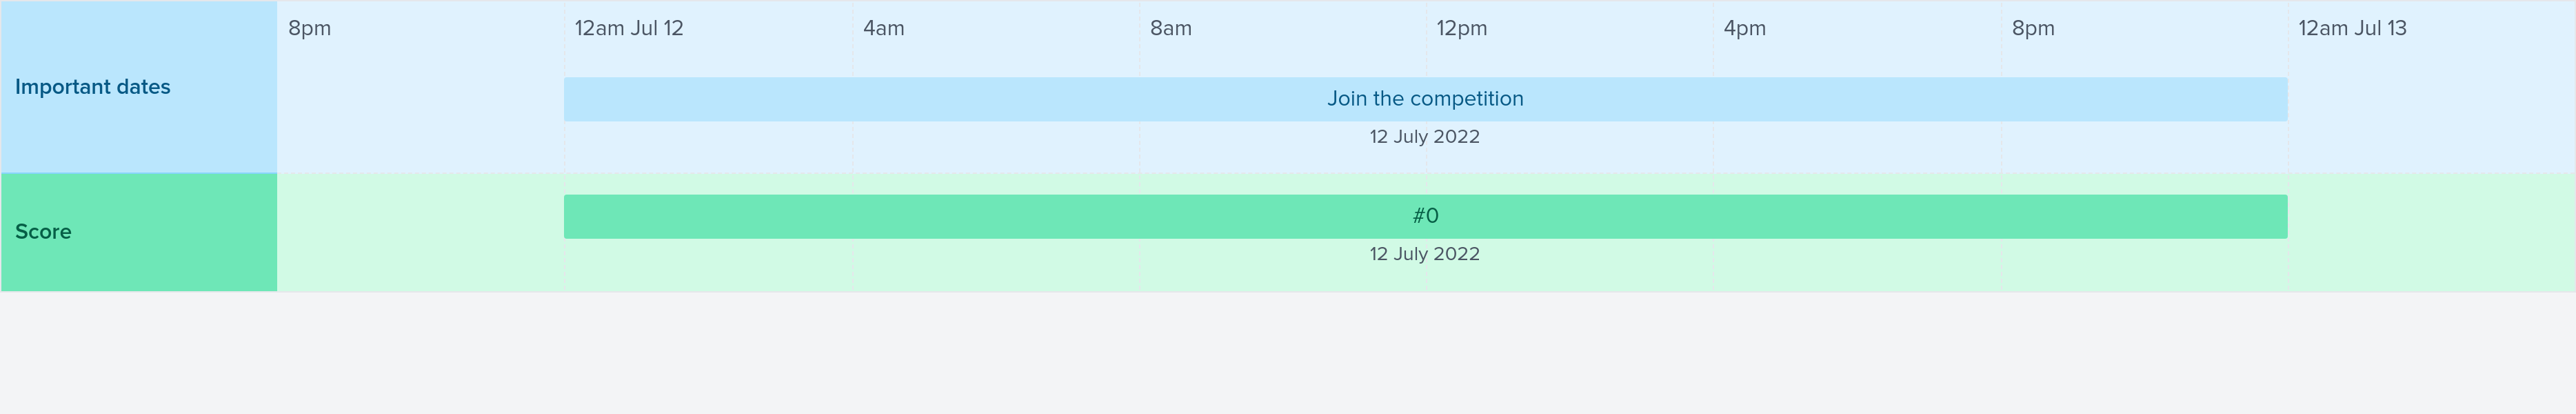 8pm 12am Jul 12 4am 8am 12pm 4pm 8pm 12am Jul 13
Important dates
Join the competition
12 July 2022
Score
#0
12 July 2022